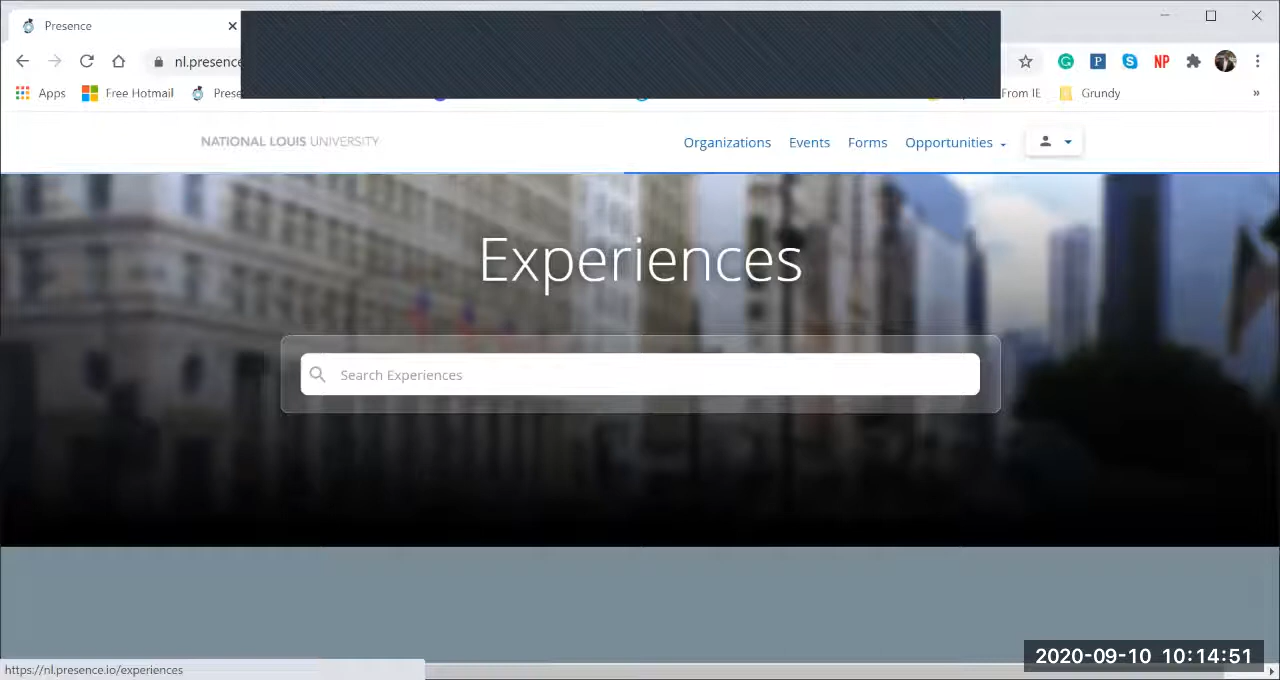 Presence
nl.presence
Apps
Free Hotmail
Prese
From IE
Grundy
NATIONAL LOUIS UNIVERSITY
Organizations
Events
Forms
Opportunities
Experiences
Search Experiences
https://nl.presence.io/experiences
2020-09-10 10:14:51
G
P
S
NP